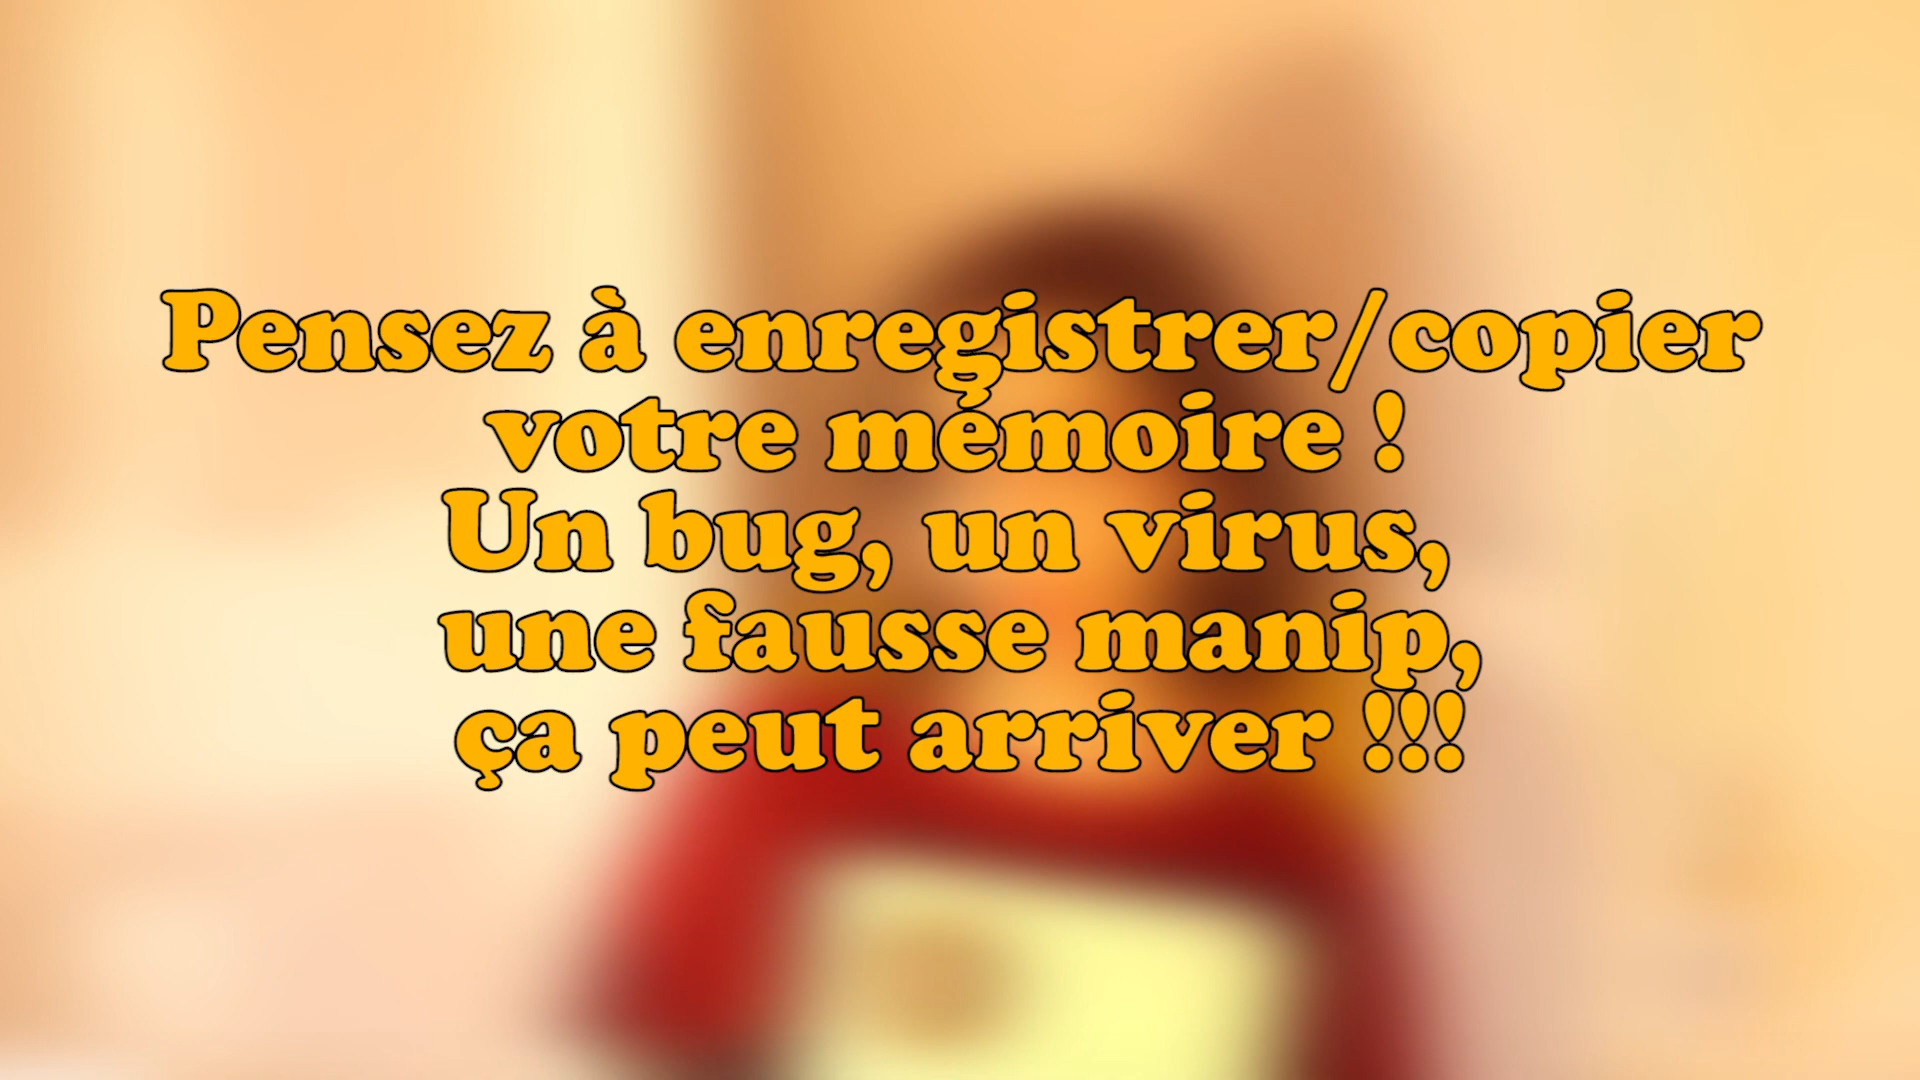 Pensez à enregistrer/copier
votre mémoire !
Un bug, un virus,
une fausse manip,
ça peut arriver !!!